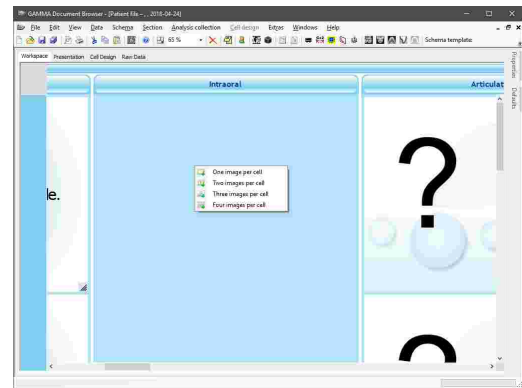 GAMMA Document Browser - [Patient File -, , 2018-04-24]
File Edit View Data Scheme Section Analysis collection Cell design Extras Windows Help
65 % Schema template:
Workspace Presentation Cell Design Raw Data
Properties
Defaults
Intraoral
Articulat
le.
One image per cell
Two images per cell
Three images per cell
Four images per cell
?
?